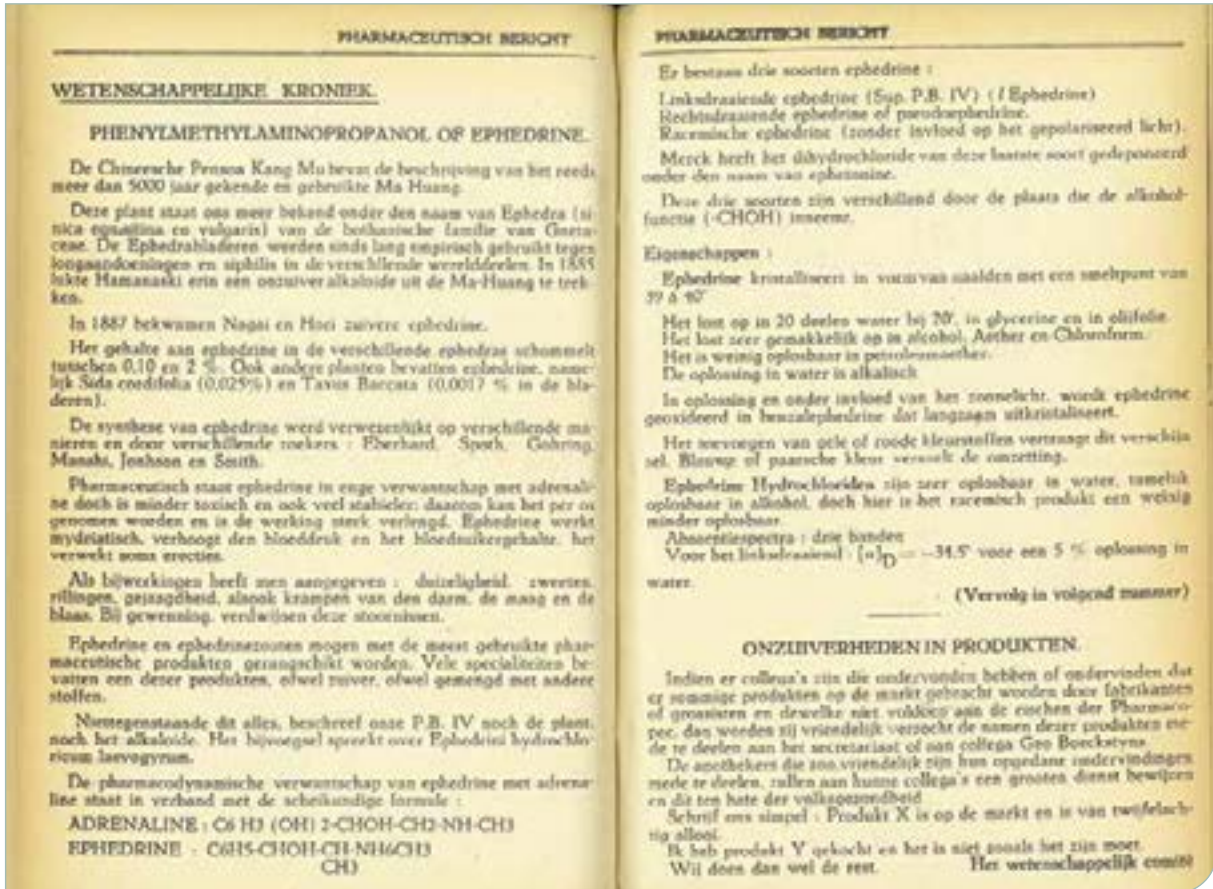 PHARMACEUTISCH BERICHT
WETENSCHAPPELIJKE KRONIEK.
PHENYLMETHYLAMINOPROPANOL OF EPHEDRINE.
De Chineesche Pensoa Kang Mu bevat de beschrijving van het reeds
meer dan 5000 jaar gekende en gebruikte Ma Huang.
Deze plant staat ons meer bekend onder den naam van Ephedra (si-
nica equistina en vulgaris) van de bothanische familie van Gneta-
ceae. De Ephedrabladeren werden sinds lang empirisch gebruikt tegen
longaandoeningen en siphilis in de verschillende werelddeelen. In 1885
lukte Hamanaski erin een onzuiver alkaloide uit de Ma-Huang te trek-
ken.
In 1887 bekwamen Nagai en Hori zuivere ephedrine.
Het gehalte aan ephedrine in de verschillende ephedras schommelt
tusschen 0,10 en 2 %. Ook andere planten bevatten ephedrine, name-
lijk Sida cordifolia (0,025%) en Taxus Baccata (0,0017 % in de bla-
deren).
De synthese van ephedrine werd verwezenlijkt op verschillende ma-
nieren en door verschillende zoekers : Eberhard, Späth, Gohring,
Manshi, Jonhson en Smith.
Pharmaceutisch staat ephedrine in enge verwantschap met adrenali-
ne doch is minder toxisch en ook veel stabieler; daarom kan het per os
genomen worden en is de werking sterk verlengd. Ephedrine werkt
mydriatisch, verhoogt den bloeddruk en het bloedsuikergehalte, het
verwekt soms erecties.
Als bijwerkingen heeft men aangegeven : duizeligheid, zweeten,
rillingen, gejaagdheid, alsook krampen van den darm, de maag en de
blaas. Bij gewenning, verdwijnen deze stoornissen.
Ephedrine en ephedrinezouten mogen met de meest gebruikte phar-
maceutische produkten gerangschikt worden. Vele specialiteiten be-
vatten een dezer produkten, ofwel zuiver, ofwel gemengd met andere
stoffen.
Niettegenstaande dit alles, beschreef onze P.B. IV noch de plant,
noch het alkaloide. Het bijvoegsel spreekt over Ephedrini hydrochlo-
ricum laevogyrum.
De pharmacodynamische verwantschap van ephedrine met adrena-
line staat in verband met de scheikundige formule :
ADRENALINE : C6 H3 (OH) 2-CHOH-CH2-NH-CH3
EPHEDRINE - C6H5-CHOH-CH-NH6CH3
CH3
PHARMACEUTISCH BERICHT
Er bestaan drie soorten ephedrine :
Linksdraaiende ephedrine (Sup. P.B. IV) (l Ephedrine)
Rechtsdraaiende ephedrine of pseudoephedrine.
Racemische ephedrine (zonder invloed op het gepolariseerd licht).
Merck heeft het dihydrochloride van deze laatste soort gedeponeerd
onder den naam van ephetonine.
Deze drie soorten zijn verschillend door de plaats die de alkohol-
functie (-CHOH) inneemt.
Eigenschappen :
Ephedrine kristalliseert in vorm van naalden met een smeltpunt van
39 à 40°
Het lost op in 20 deelen water bij 20°, in glycerine en in olijfolie.
Het lost zeer gemakkelijk op in alcohol, Aether en Chloroform.
Het is weinig oplosbaar in petroleumaether.
De oplossing in water is alkalisch
In oplossing en onder invloed van het zonnelicht, wordt ephedrine
geoxideerd in benzalephedrine dat langzaam uitkristaliseert.
Het toevoegen van gele of roode kleurstoffen vertraagt dit verschijn
sel. Blauwe of paarsche kleur versnelt de omzetting.
Ephedrine Hydrochloriden zijn zeer oplosbaar in water, tamelijk
oplosbaar in alkohol, doch hier is het racemisch produkt een weinig
minder oplosbaar.
Absorptiespectra : drie banden
Voor het linksdraaiend : [α]D = -34,5° voor een 5 % oplossing in
water.
(Vervolg in volgend nummer)
ONZUIVERHEDEN IN PRODUKTEN.
Indien er collega's zijn die ondervonden hebben of ondervinden dat
er sommige produkten op de markt gebracht worden door fabrikanten
of grossisten en dewelke niet voldoen aan de eischen der Pharmaco-
pee, dan worden zij vriendelijk verzocht de namen dezer produkten me-
de te deelen aan het secretariaat of aan collega Geo Boeckstyns.
De apothekers die zoo vriendelijk zijn hun opgedane ondervindingen
mede te deelen, zullen aan hunne collega's een grooten dienst bewijzen
en dit ten bate der volksgezondheid
Schrijf ons simpel : Produkt X is op de markt en is van twijfelach-
tig allooi.
Ik heb produkt Y gekocht en het is niet zooals het zijn moet.
Wil doen dan wel de rest. Het wetenschappelijk comité